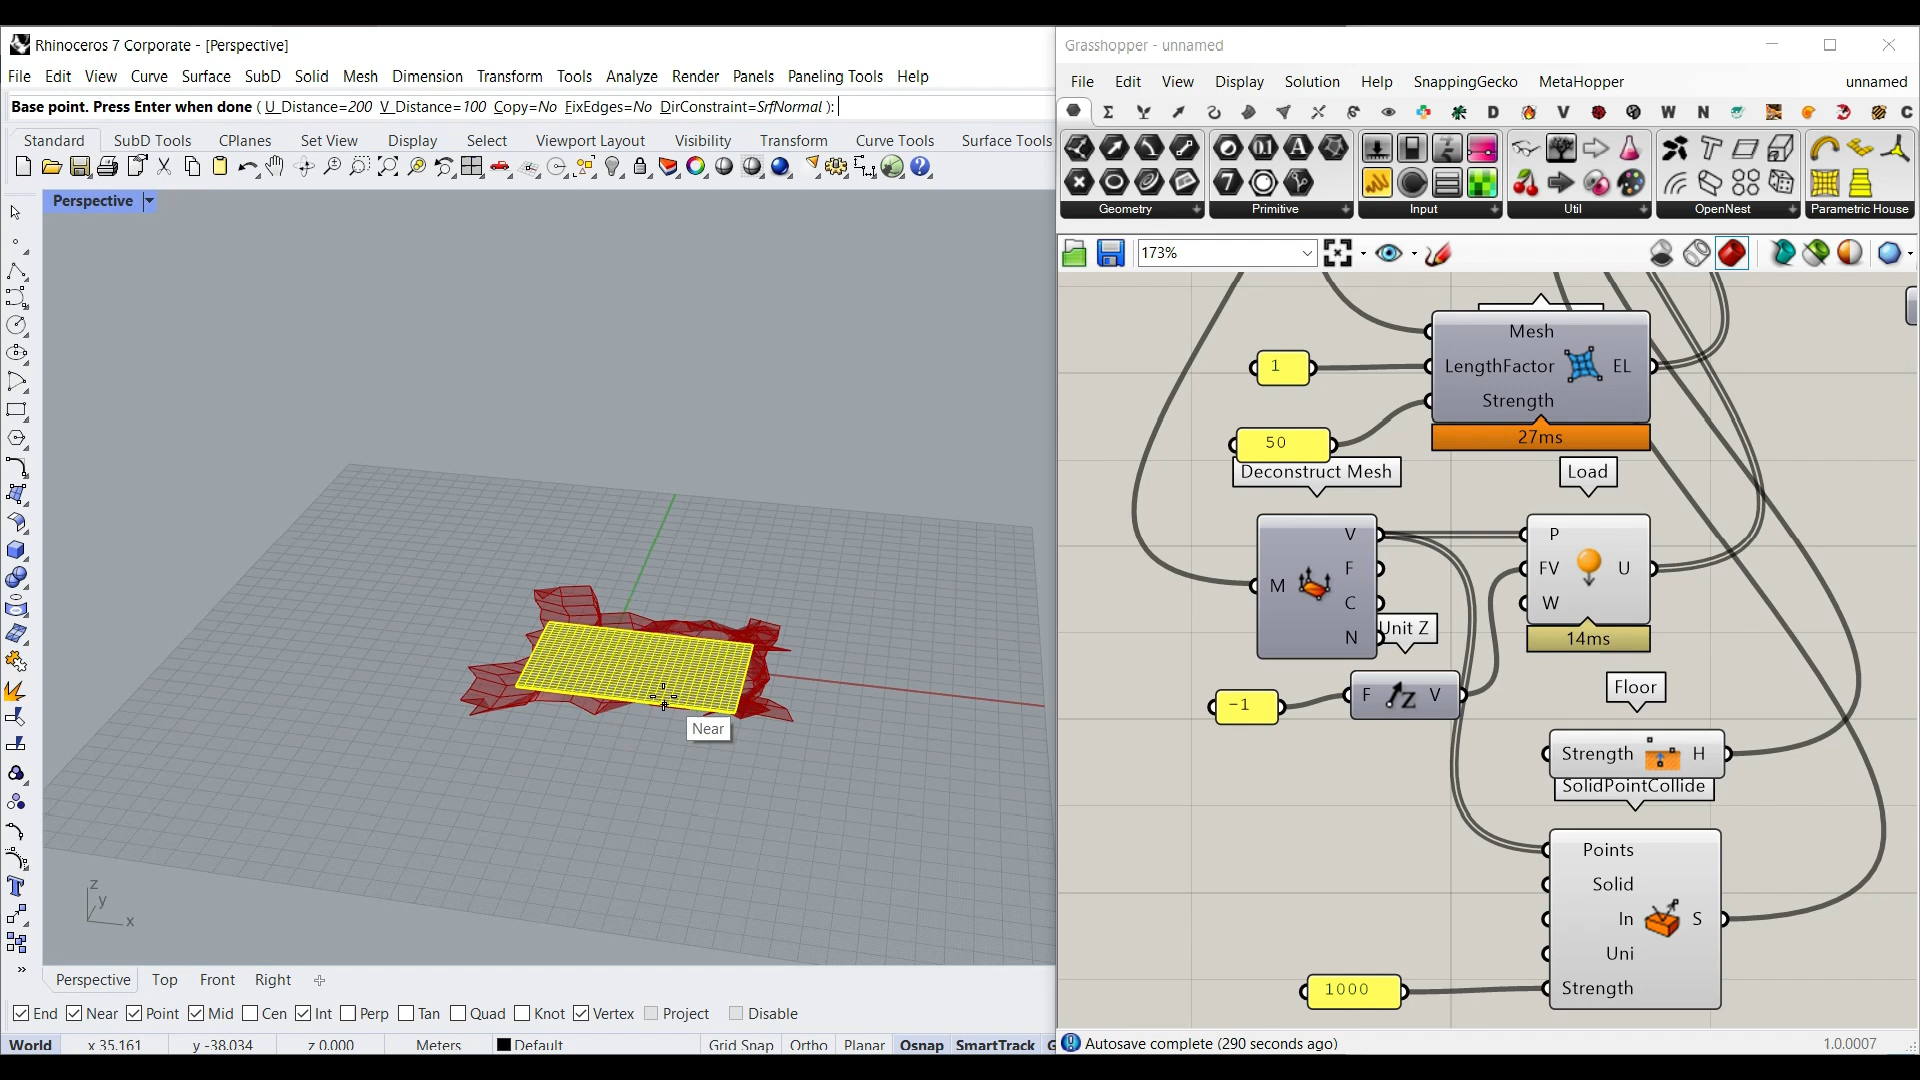 Rhinoceros 7 Corporate - [Perspective]
File Edit View Curve Surface SubD Solid Mesh Dimension Transform Tools Analyze Render Panels Paneling Tools Help
Base point. Press Enter when done ( U_Distance=200 V_Distance=100 Copy=No FixEdges=No DirConstraint=SrfNormal ):
Standard SubD Tools CPlanes Set View Display Select Viewport Layout Visibility Transform Curve Tools Surface Tools
Perspective
Near
z
y
x
Perspective Top Front Right
End Near Point Mid Cen Int Perp Tan Quad Knot Vertex Project Disable
World x 35.161 y -38.034 z 0.000 Meters Default Grid Snap Ortho Planar Osnap SmartTrack G
Grasshopper - unnamed
File Edit View Display Solution Help SnappingGecko MetaHopper unnamed
Geometry Primitive Input Util OpenNest Parametric House
173%
Mesh
1
LengthFactor EL
Strength
50
27ms
Deconstruct Mesh
Load
V
P
F
FV U
M
C
W
N
Unit Z
14ms
-1
F Z V
Floor
Strength H
SolidPointCollide
Points
Solid
In S
Uni
1000
Strength
Autosave complete (290 seconds ago)
1.0.0007